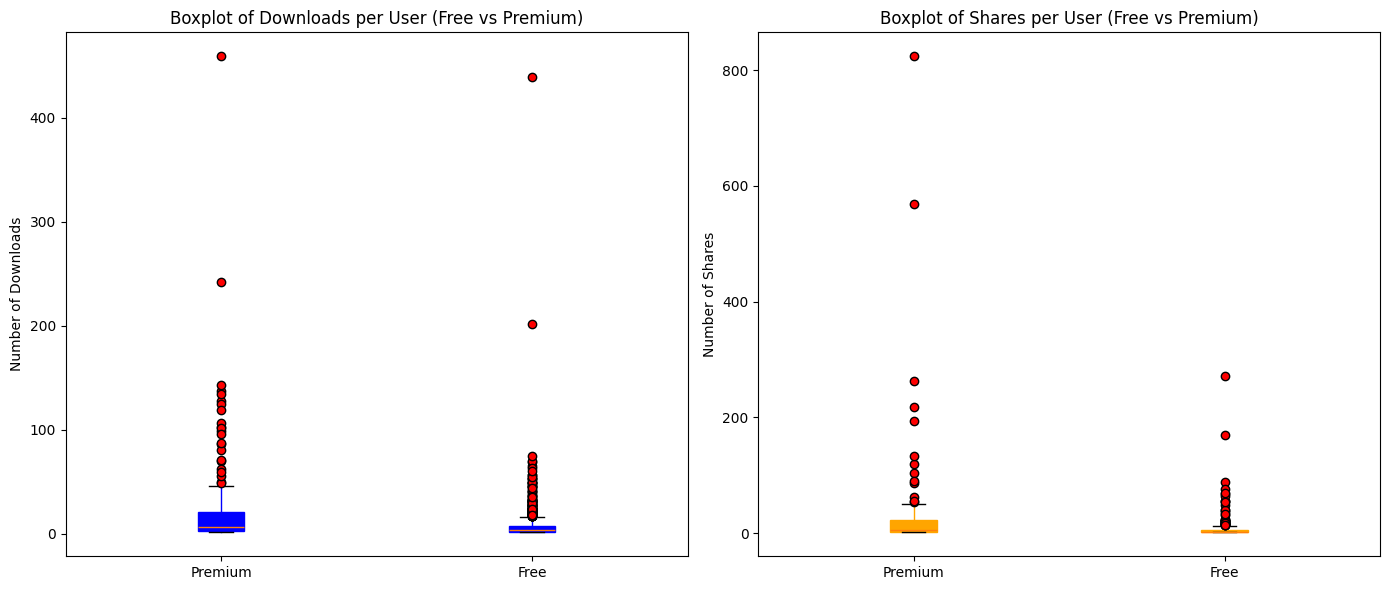 Boxplot of Downloads per User (Free vs Premium)
Number of Downloads
400
300
200
100
0
Premium
Free
Boxplot of Shares per User (Free vs Premium)
Number of Shares
800
600
400
200
0
Premium
Free